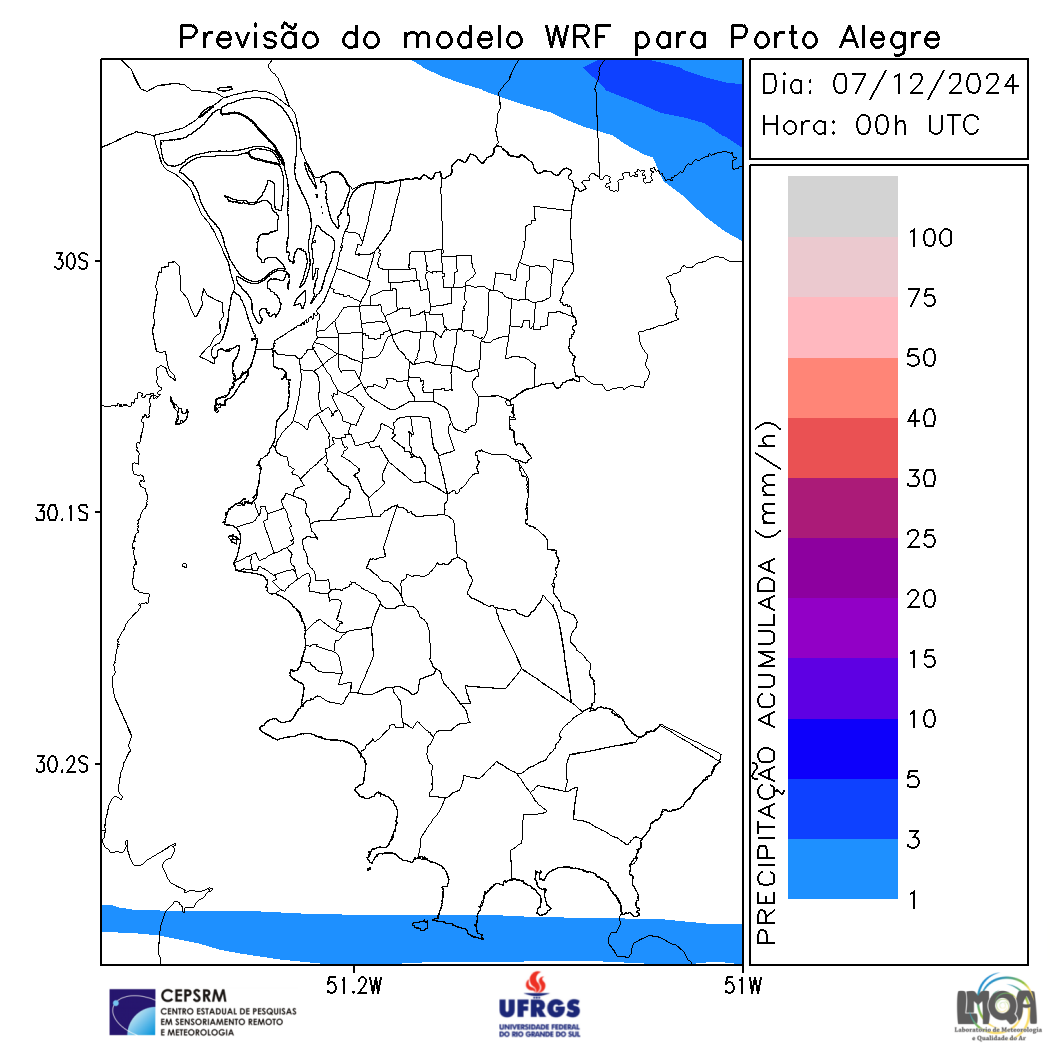 Previsão do modelo WRF para Porto Alegre
Dia: 07/12/2024
Hora: 00h UTC
30S
30.1S
30.2S
51.2W
51W
PRECIPITAÇÃO ACUMULADA (mm/h)
100
75
50
40
30
25
20
15
10
5
3
1
CEPSRM
CENTRO ESTADUAL DE PESQUISAS
EM SENSORIAMENTO REMOTO
E METEOROLOGIA
UFRGS
UNIVERSIDADE FEDERAL
DO RIO GRANDE DO SUL
LMQA
Laboratório de Meteorologia
e Qualidade do Ar